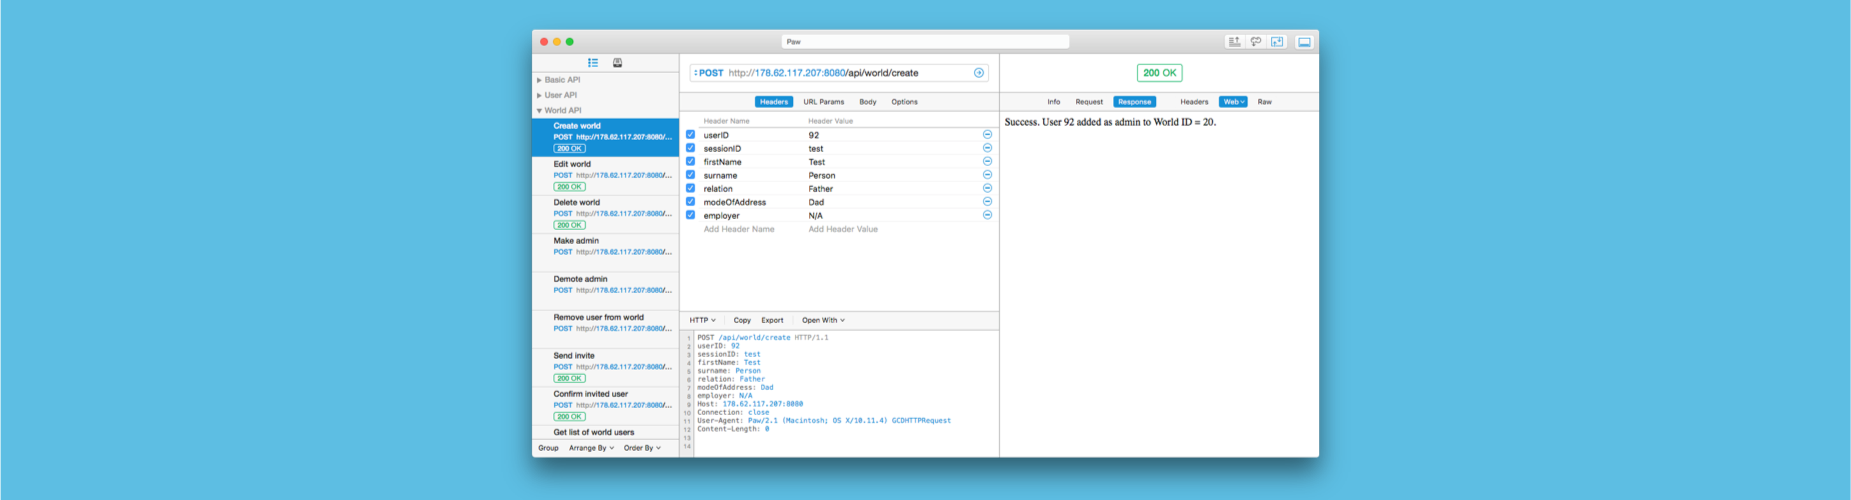 Paw
Basic API
User API
World API
Create world
POST http://178.62.117.207:8080/...
200 OK
Edit world
POST http://178.62.117.207:8080/...
200 OK
Delete world
POST http://178.62.117.207:8080/...
200 OK
Make admin
POST http://178.62.117.207:8080/...
Demote admin
POST http://178.62.117.207:8080/...
Remove user from world
POST http://178.62.117.207:8080/...
Send invite
POST http://178.62.117.207:8080/...
200 OK
Confirm invited user
POST http://178.62.117.207:8080/...
200 OK
Get list of world users
Group Arrange By Order By
POST http://178.62.117.207:8080/api/world/create
Headers URL Params Body Options
Header Name Header Value
userID 92
sessionID test
firstName Test
surname Person
relation Father
modeOfAddress Dad
employer N/A
Add Header Name Add Header Value
HTTP Copy Export Open With
1 POST /api/world/create HTTP/1.1
2 userID: 92
3 sessionID: test
4 firstName: Test
5 surname: Person
6 relation: Father
7 modeOfAddress: Dad
8 employer: N/A
9 Host: 178.62.117.207:8080
10 Connection: close
11 User-Agent: Paw/2.1 (Macintosh; OS X/10.11.4) GCDHTTPRequest
12 Content-Length: 0
13
14
200 OK
Info Request Response Headers Web Raw
Success. User 92 added as admin to World ID = 20.